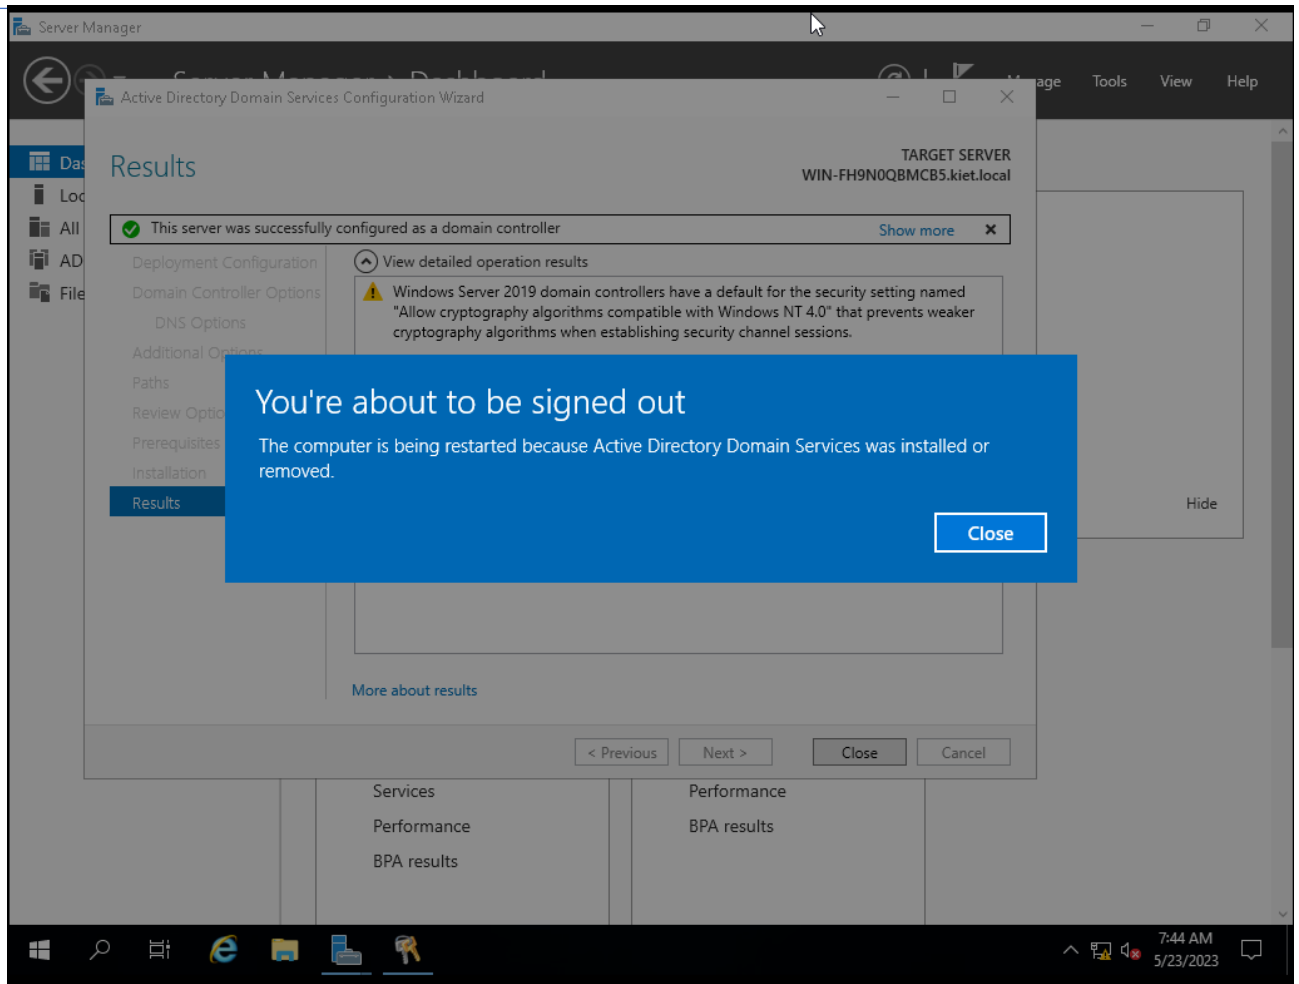 Server Manager
Manage Tools View Help
Active Directory Domain Services Configuration Wizard
Results
TARGET SERVER
WIN-FH9N0QBMCB5.kiet.local
This server was successfully configured as a domain controller
Show more
Deployment Configuration
Domain Controller Options
DNS Options
Additional Options
Paths
Review Optio
Prerequisites
Installation
Results
View detailed operation results
Windows Server 2019 domain controllers have a default for the security setting named
"Allow cryptography algorithms compatible with Windows NT 4.0" that prevents weaker
cryptography algorithms when establishing security channel sessions.
Das
Loc
All
AD
File
You're about to be signed out
The computer is being restarted because Active Directory Domain Services was installed or
removed.
Close
Hide
More about results
< Previous Next > Close Cancel
Services
Performance
BPA results
Performance
BPA results
7:44 AM
5/23/2023